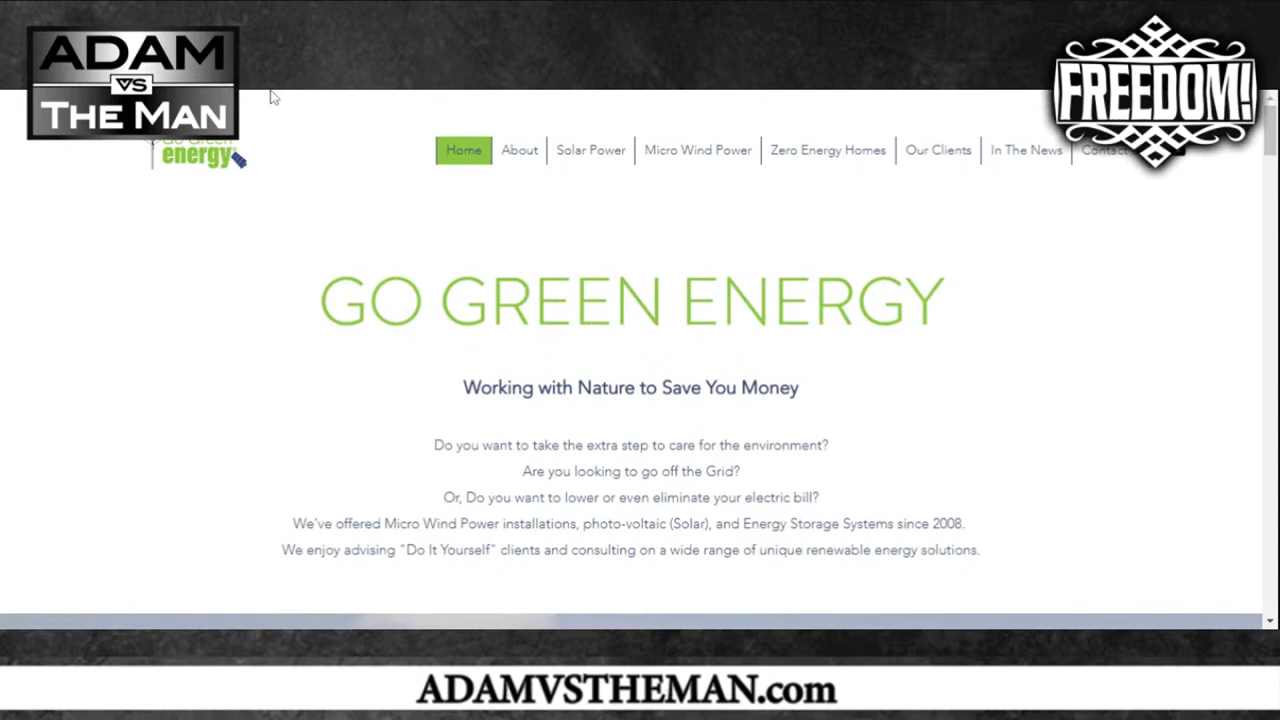 ADAM
VS
THE MAN
FREEDOM!
Go Green
energy
Home
About
Solar Power
Micro Wind Power
Zero Energy Homes
Our Clients
In The News
Contact
GO GREEN ENERGY
Working with Nature to Save You Money
Do you want to take the extra step to care for the environment?
Are you looking to go off the Grid?
Or, Do you want to lower or even eliminate your electric bill?
We've offered Micro Wind Power installations, photo-voltaic (Solar), and Energy Storage Systems since 2008.
We enjoy advising "Do It Yourself" clients and consulting on a wide range of unique renewable energy solutions.
ADAMVSTHEMAN.com